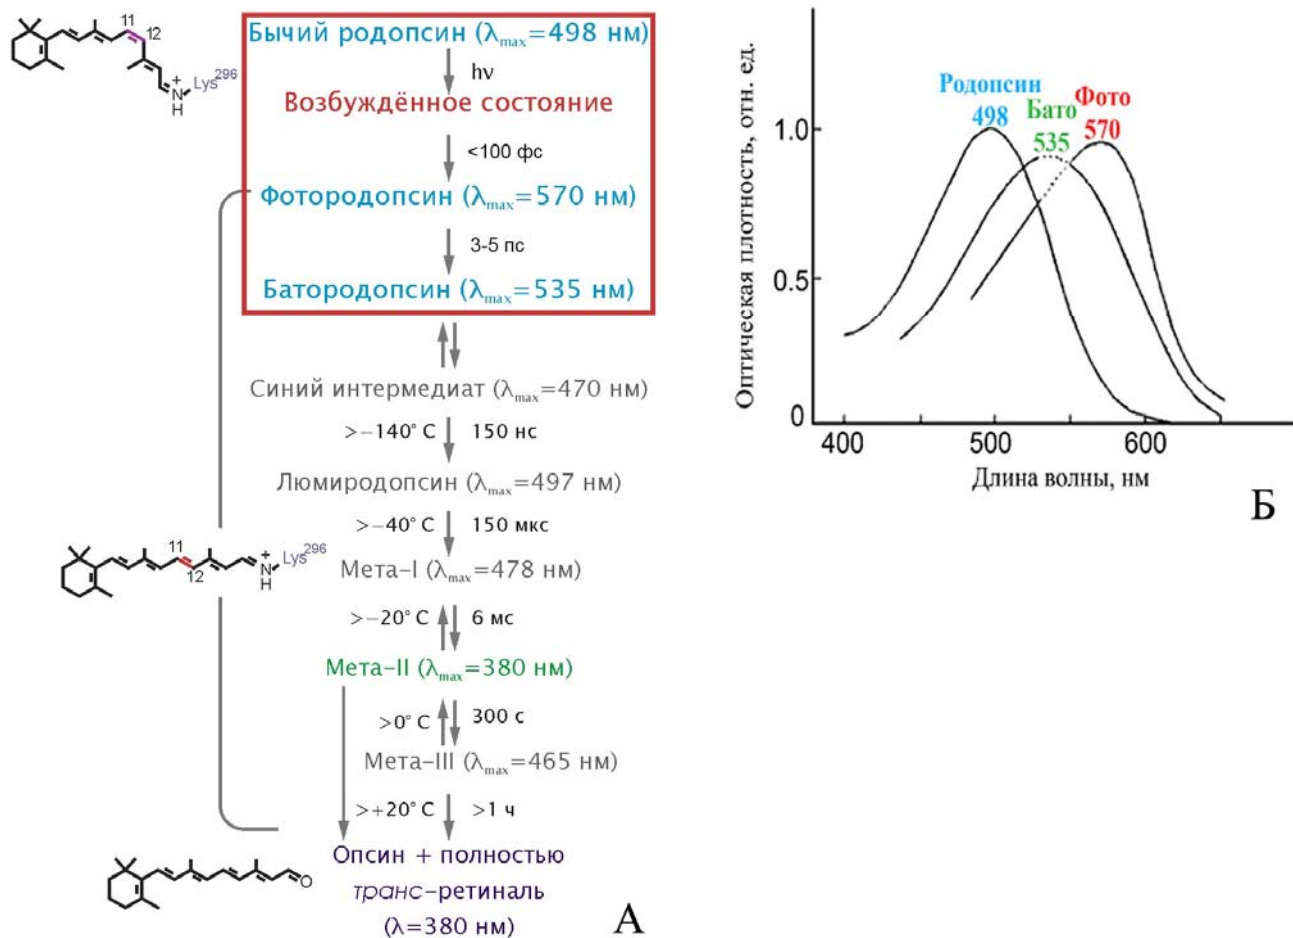 11
12
Lys296
+
N
H
Бычий родопсин (λmax=498 нм)
hν
Возбуждённое состояние
<100 фс
Фотородопсин (λmax=570 нм)
3-5 пс
Батородопсин (λmax=535 нм)
Синий интермедиат (λmax=470 нм)
>−140° C 150 нс
Люмиродопсин (λmax=497 нм)
>−40° C 150 мкс
11
12
Lys296
+
N
H
Мета-I (λmax=478 нм)
>−20° C 6 мс
Мета-II (λmax=380 нм)
>0° C 300 с
Мета-III (λmax=465 нм)
>+20° C >1 ч
O
Опсин + полностью
транс-ретиналь
(λ=380 нм)
А
Оптическая плотность, отн. ед.
1.0
0.5
0
Родопсин
498
Бато
535
Фото
570
400 500 600
Длина волны, нм
Б